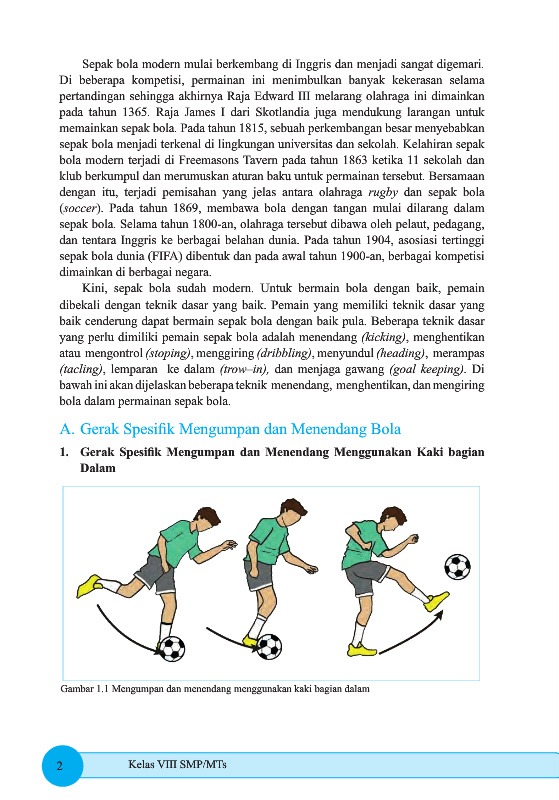 Sepak bola modern mulai berkembang di Inggris dan menjadi sangat digemari.
Di beberapa kompetisi, permainan ini menimbulkan banyak kekerasan selama
pertandingan sehingga akhirnya Raja Edward III melarang olahraga ini dimainkan
pada tahun 1365. Raja James I dari Skotlandia juga mendukung larangan untuk
memainkan sepak bola. Pada tahun 1815, sebuah perkembangan besar menyebabkan
sepak bola menjadi terkenal di lingkungan universitas dan sekolah. Kelahiran sepak
bola modern terjadi di Freemasons Tavern pada tahun 1863 ketika 11 sekolah dan
klub berkumpul dan merumuskan aturan baku untuk permainan tersebut. Bersamaan
dengan itu, terjadi pemisahan yang jelas antara olahraga rugby dan sepak bola
(soccer). Pada tahun 1869, membawa bola dengan tangan mulai dilarang dalam
sepak bola. Selama tahun 1800-an, olahraga tersebut dibawa oleh pelaut, pedagang,
dan tentara Inggris ke berbagai belahan dunia. Pada tahun 1904, asosiasi tertinggi
sepak bola dunia (FIFA) dibentuk dan pada awal tahun 1900-an, berbagai kompetisi
dimainkan di berbagai negara.
Kini, sepak bola sudah modern. Untuk bermain bola dengan baik, pemain
dibekali dengan teknik dasar yang baik. Pemain yang memiliki teknik dasar yang
baik cenderung dapat bermain sepak bola dengan baik pula. Beberapa teknik dasar
yang perlu dimiliki pemain sepak bola adalah menendang (kicking), menghentikan
atau mengontrol (stoping), menggiring (dribbling), menyundul (heading), merampas
(tacling), lemparan ke dalam (trow–in), dan menjaga gawang (goal keeping). Di
bawah ini akan dijelaskan beberapa teknik menendang, menghentikan, dan mengiring
bola dalam permainan sepak bola.
A. Gerak Spesifik Mengumpan dan Menendang Bola
1. Gerak Spesifik Mengumpan dan Menendang Menggunakan Kaki bagian
Dalam
Gambar 1.1 Mengumpan dan menendang menggunakan kaki bagian dalam
2 Kelas VIII SMP/MTs